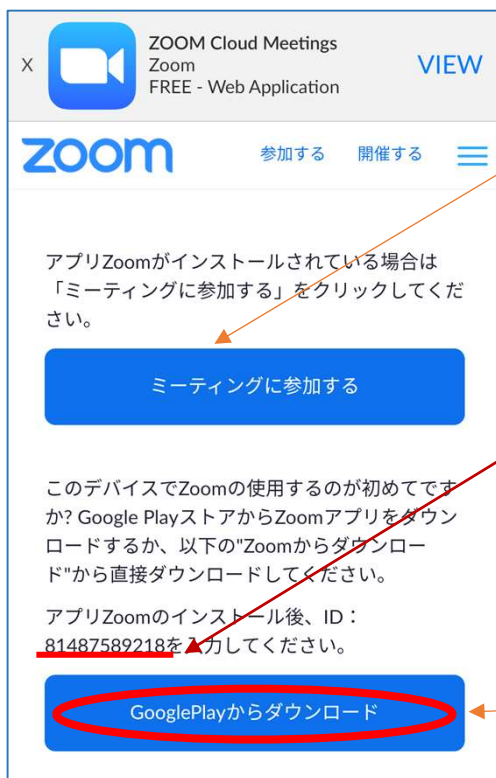 X
ZOOM Cloud Meetings
Zoom
FREE - Web Application
VIEW
zoom 参加する 開催する
アプリZoomがインストールされている場合は
「ミーティングに参加する」をクリックしてくだ
さい。
ミーティングに参加する
このデバイスでZoomの使用するのが初めてです
か? Google PlayストアからZoomアプリをダウン
ロードするか、以下の"Zoomからダウンロー
ド"から直接ダウンロードしてください。
アプリZoomのインストール後、ID：
81487589218を入力してください。
GooglePlayからダウンロード